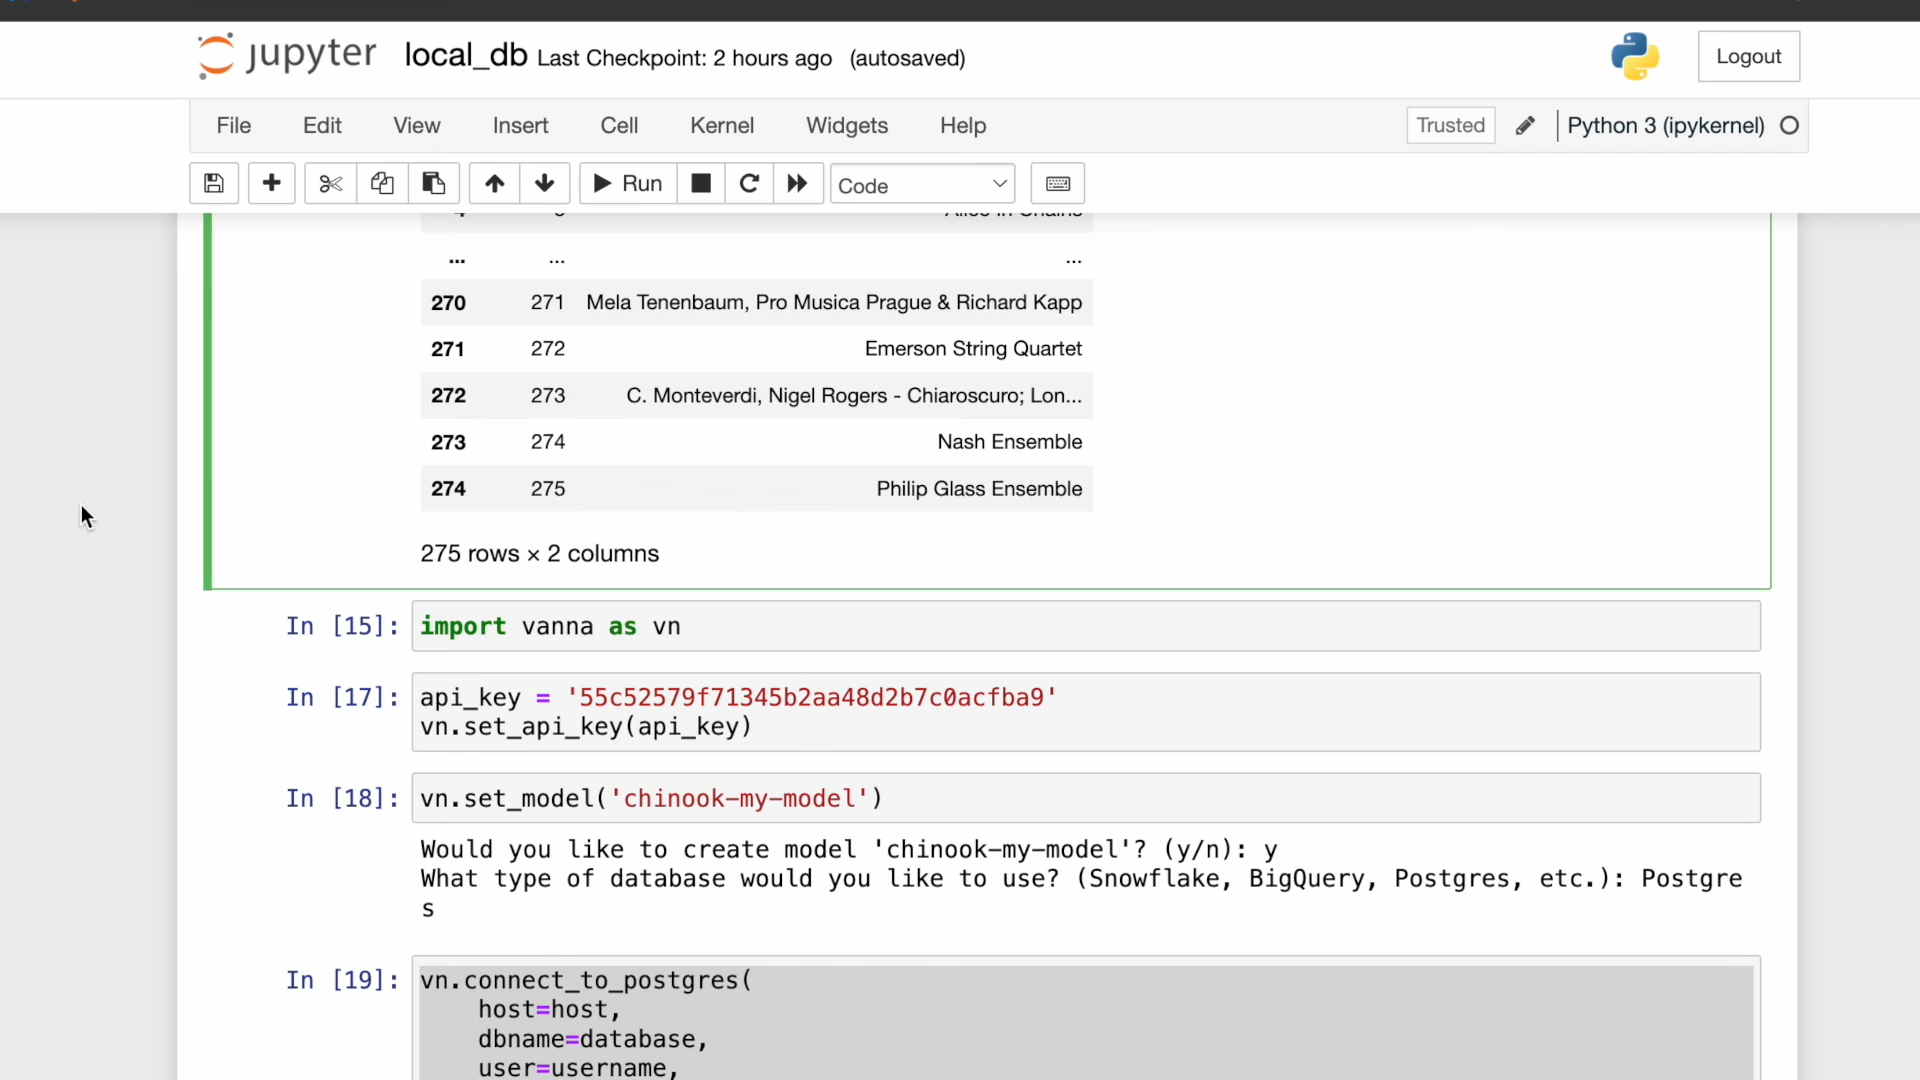 jupyter local_db Last Checkpoint: 2 hours ago (autosaved) Logout
File Edit View Insert Cell Kernel Widgets Help Trusted Python 3 (ipykernel)
Run Code
... ... ...
270 271 Mela Tenenbaum, Pro Musica Prague & Richard Kapp
271 272 Emerson String Quartet
272 273 C. Monteverdi, Nigel Rogers - Chiaroscuro; Lon...
273 274 Nash Ensemble
274 275 Philip Glass Ensemble
275 rows × 2 columns
In [15]: import vanna as vn
In [17]: api_key = '55c52579f71345b2aa48d2b7c0acfba9'
vn.set_api_key(api_key)
In [18]: vn.set_model('chinook-my-model')
Would you like to create model 'chinook-my-model'? (y/n): y
What type of database would you like to use? (Snowflake, BigQuery, Postgres, etc.): Postgre
s
In [19]: vn.connect_to_postgres(
host=host,
dbname=database,
user=username,